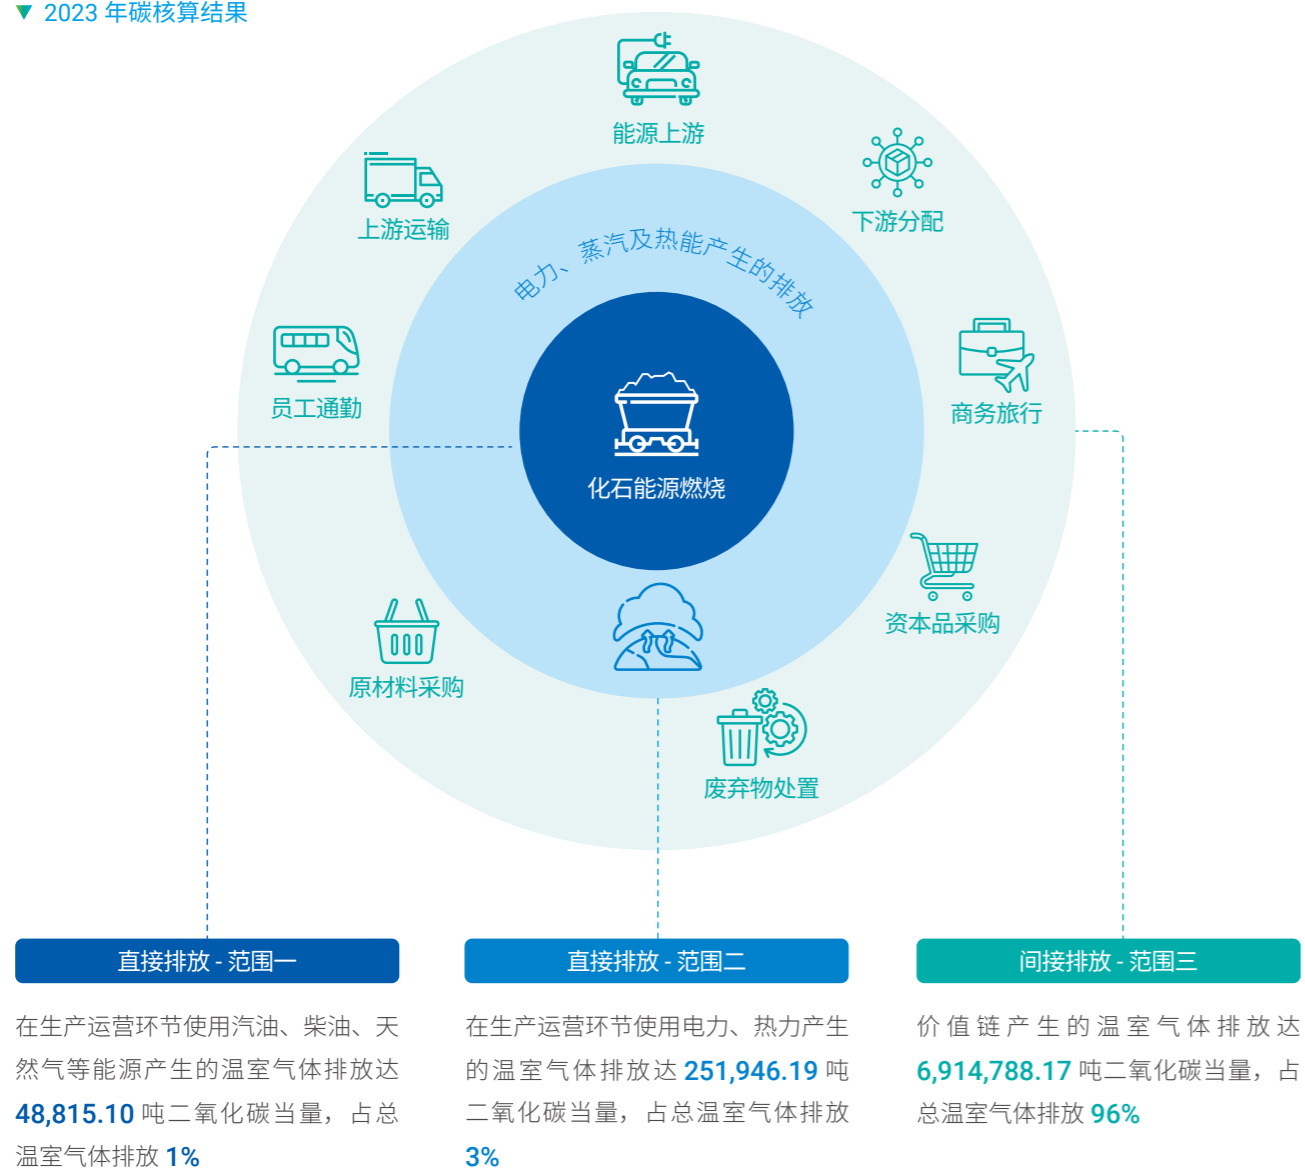 2023 年碳核算结果
能源上游
下游分配
上游运输
电力、蒸汽及热能产生的排放
商务旅行
员工通勤
化石能源燃烧
资本品采购
原材料采购
废弃物处置
直接排放 - 范围一
在生产运营环节使用汽油、柴油、天
然气等能源产生的温室气体排放达
48,815.10 吨二氧化碳当量，占总
温室气体排放 1%
直接排放 - 范围二
在生产运营环节使用电力、热力产生
的温室气体排放达 251,946.19 吨
二氧化碳当量，占总温室气体排放
3%
间接排放 - 范围三
价值链产生的温室气体排放达
6,914,788.17 吨二氧化碳当量，占
总温室气体排放 96%